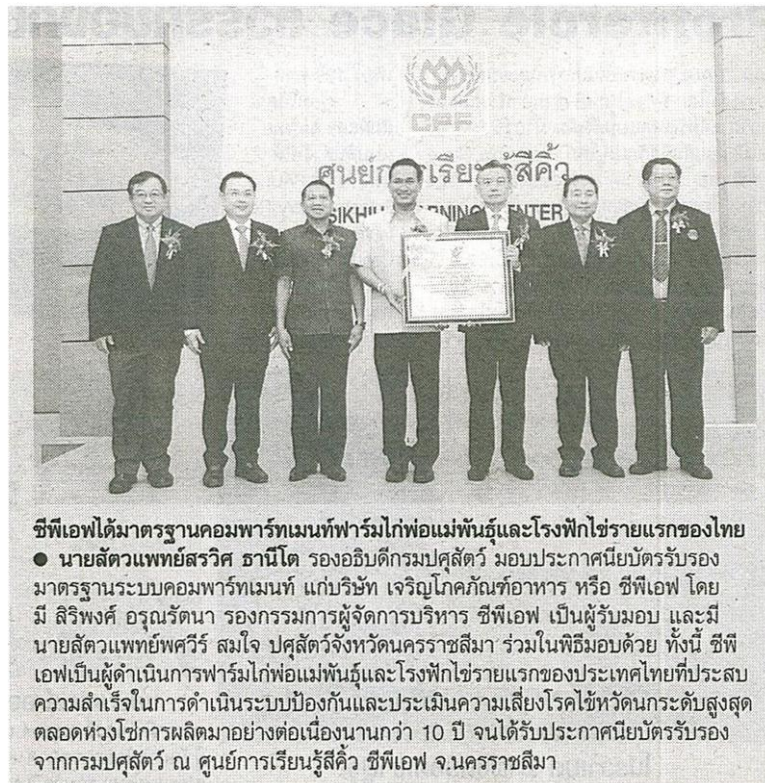 CPF
ศูนย์การเรียนรู้สีคิ้ว
SIKHIU LEARNING CENTER
ซีพีเอฟได้มาตรฐานคอมพาร์ทเมนท์ฟาร์มไก่พ่อแม่พันธุ์และโรงฟักไข่รายแรกของไทย
● นายสัตวแพทย์สรวิศ ธานีโต รองอธิบดีกรมปศุสัตว์ มอบประกาศนียบัตรรับรอง
มาตรฐานระบบคอมพาร์ทเมนท์ แก่บริษัท เจริญโภคภัณฑ์อาหาร หรือ ซีพีเอฟ โดย
มี สิริพงศ์ อรุณรัตนา รองกรรมการผู้จัดการบริหาร ซีพีเอฟ เป็นผู้รับมอบ และมี
นายสัตวแพทย์พศวีร์ สมใจ ปศุสัตว์จังหวัดนครราชสีมา ร่วมในพิธีมอบด้วย ทั้งนี้ ซีพี
เอฟเป็นผู้ดำเนินการฟาร์มไก่พ่อแม่พันธุ์และโรงฟักไข่รายแรกของประเทศไทยที่ประสบ
ความสำเร็จในการดำเนินระบบป้องกันและประเมินความเสี่ยงโรคไข้หวัดนกระดับสูงสุด
ตลอดห่วงโซ่การผลิตมาอย่างต่อเนื่องนานกว่า 10 ปี จนได้รับประกาศนียบัตรรับรอง
จากกรมปศุสัตว์ ณ ศูนย์การเรียนรู้สีคิ้ว ซีพีเอฟ จ.นครราชสีมา